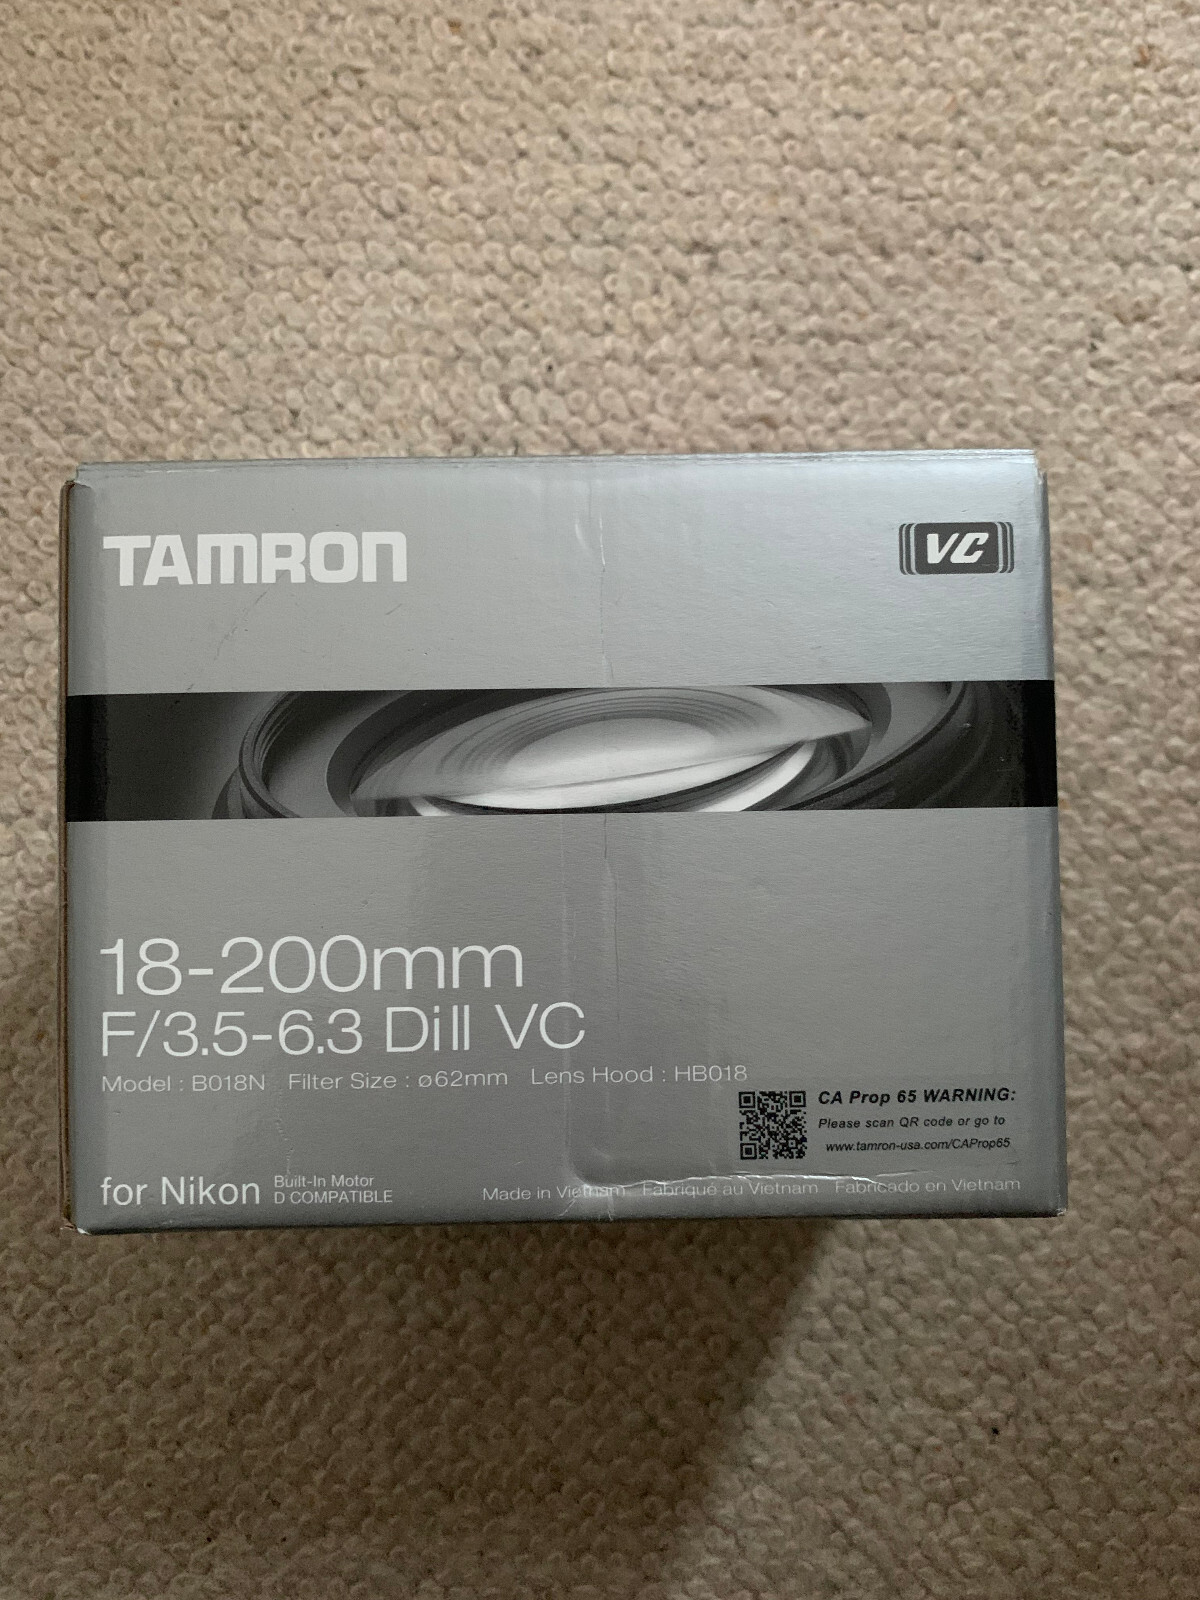 TAMRON
VC
18-200mm
F/3.5-6.3 Di II VC
Model : B018N Filter Size : ø62mm Lens Hood : HB018
CA Prop 65 WARNING:
Please scan QR code or go to
www.tamron-usa.com/CAProp65
for Nikon
Built-In Motor
D COMPATIBLE
Made in Vietnam Fabriqué au Vietnam Fabricado en Vietnam